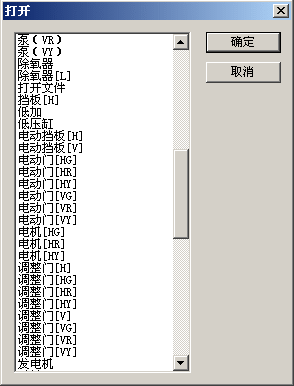 打开
泵（VR）
泵（VY）
除氧器
除氧器[L]
打开文件
挡板[H]
低加
低压缸
电动挡板[H]
电动挡板[V]
电动门[HG]
电动门[HR]
电动门[HY]
电动门[VG]
电动门[VR]
电动门[VY]
电机[HG]
电机[HR]
电机[HY]
调整门[H]
调整门[HG]
调整门[HR]
调整门[HY]
调整门[V]
调整门[VG]
调整门[VR]
调整门[VY]
发电机
确定
取消